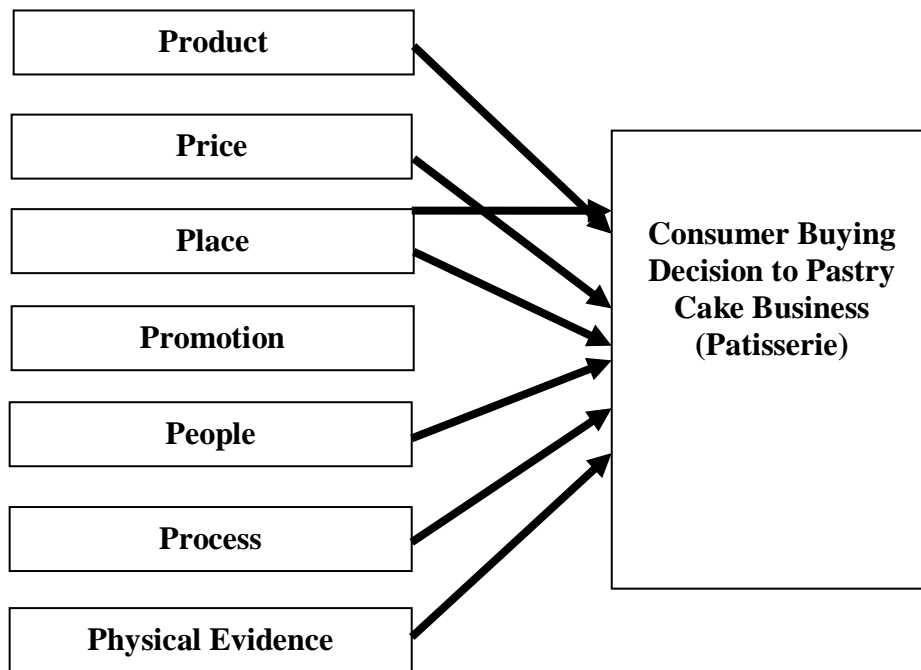 Product
Price
Place
Promotion
People
Process
Physical Evidence
Consumer Buying
Decision to Pastry
Cake Business
(Patisserie)